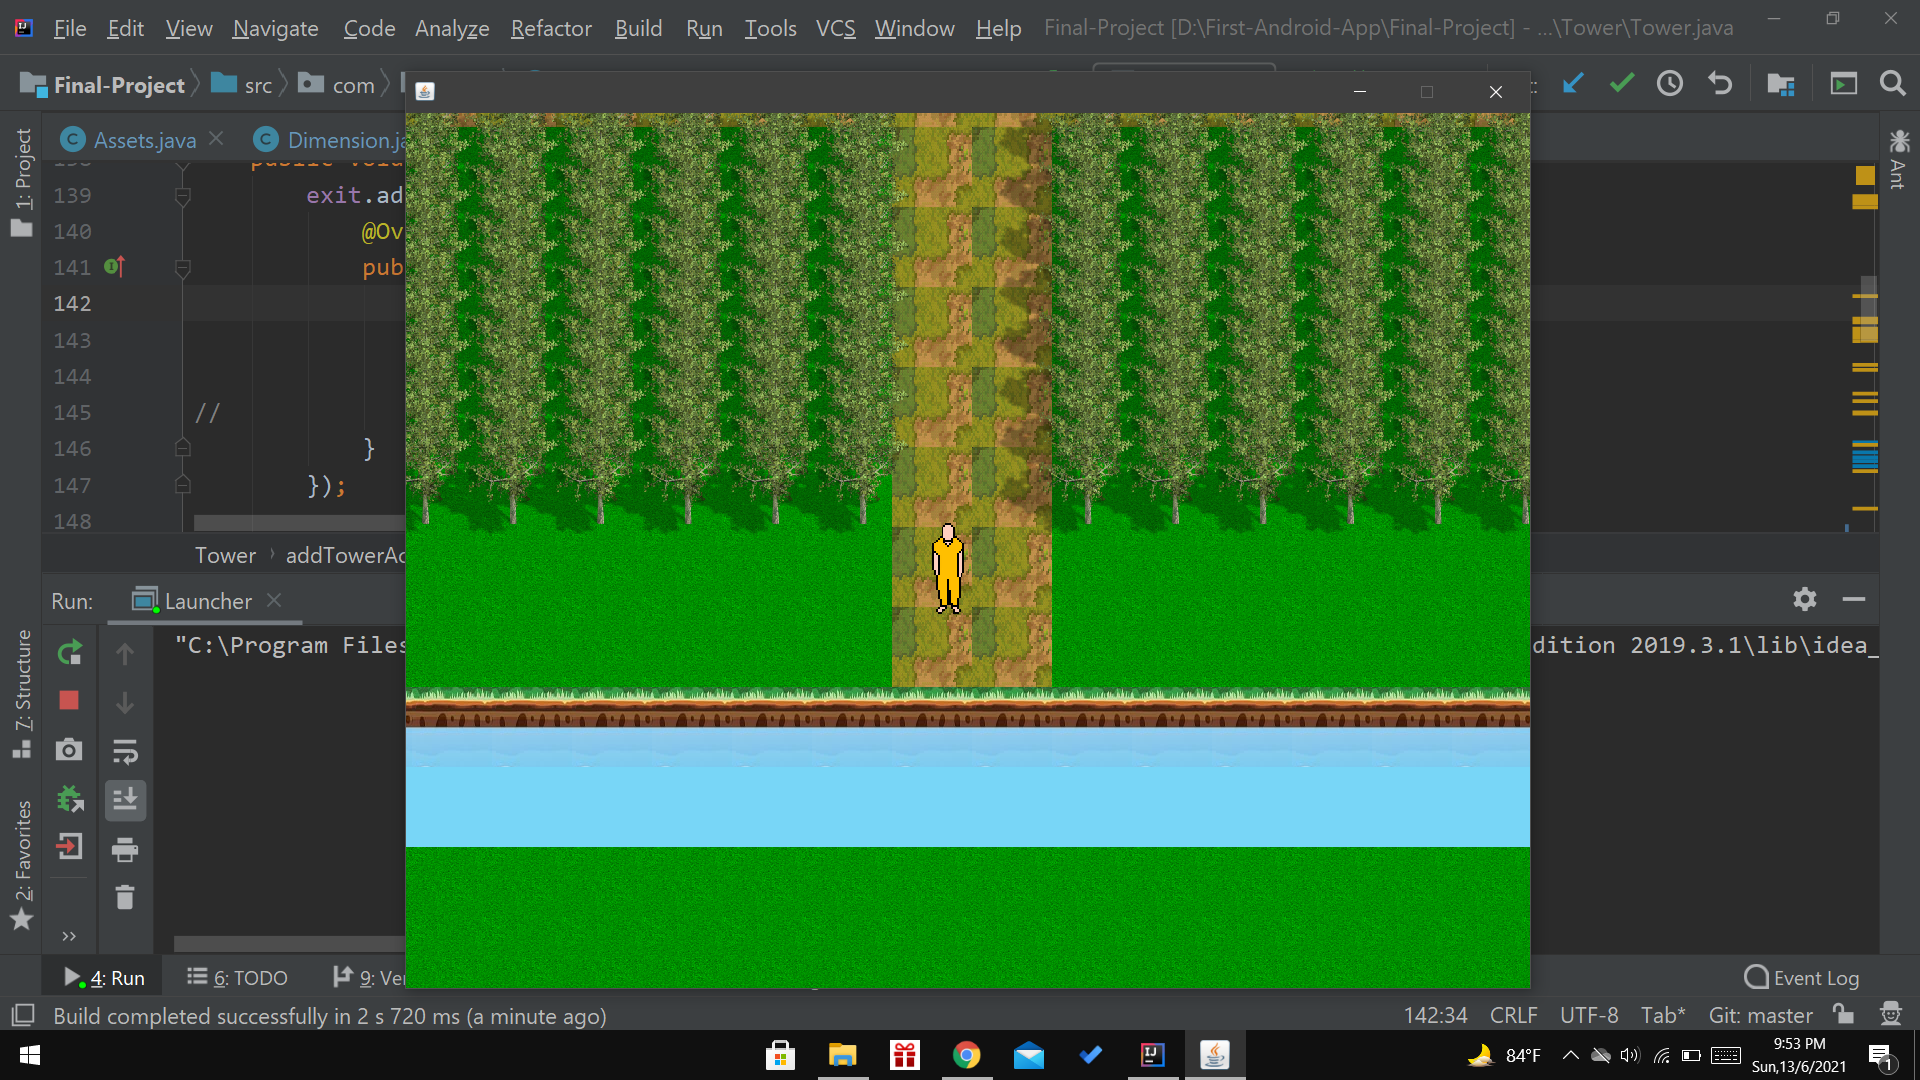 File Edit View Navigate Code Analyze Refactor Build Run Tools VCS Window Help Final-Project [D:\First-Android-App\Final-Project] - ...\Tower\Tower.java
Final-Project src com
1: Project
Assets.java Dimension.ja
Ant
public void
139 exit.ad
140 @Ov
141 pub
142
143
144
145 //
146 }
147 });
148
Tower › addTowerAc
Run: Launcher
"C:\Program Files dition 2019.3.1\lib\idea_
7: Structure
2: Favorites
4: Run 6: TODO 9: Ver Event Log
Build completed successfully in 2 s 720 ms (a minute ago) 142:34 CRLF UTF-8 Tab* Git: master
84°F 9:53 PM
Sun,13/6/2021
1